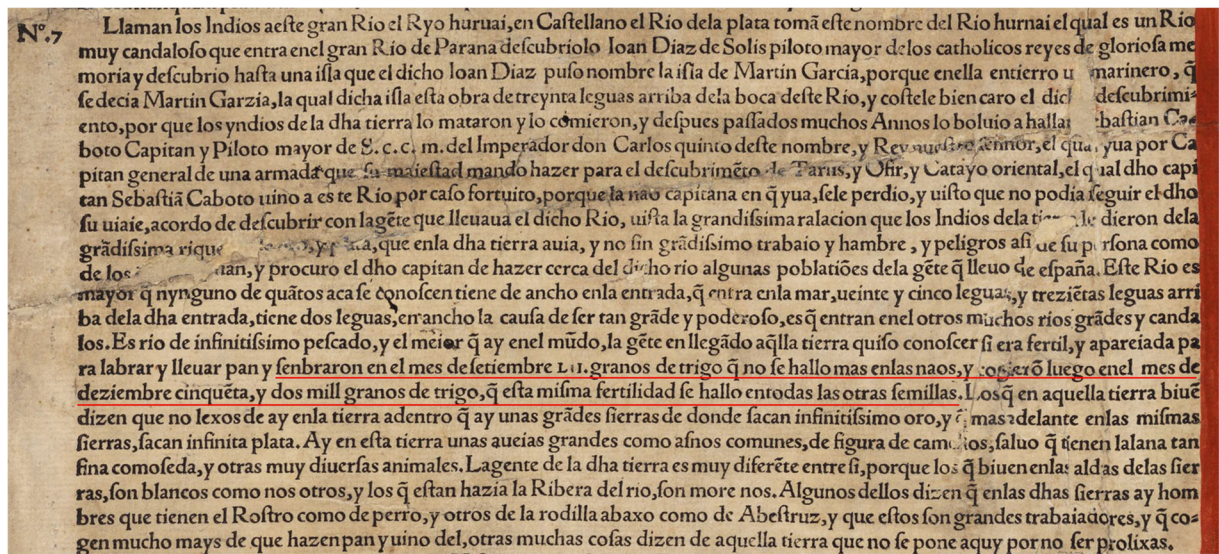 Nº.7 Llaman los Indios aeste gran Rio el Ryo huruai,en Castellano el Rio dela plata tomã este nombre del Rio hurnai el qual es un Rio
muy candaloso que entra enel gran Rio de Parana descubriolo Ioan Diaz de Solis piloto mayor delos catholicos reyes de gloriosa me
moria y descubrio hasta una isla que el dicho Ioan Diaz puso nombre la isla de Martin Garcia,porque enella entierro marinero, q̃
se decia Martin Garzia,la qual dicha isla esta obra de treynta leguas arriba dela boca deste Rio,y costele bien caro el descubrimi-
ento,por que los yndios de la dha tierra lo mataron y lo comieron,y despues passados muchos Annos lo boluio a hallar
boto Capitan y Piloto mayor de S.c.c.m.del Imperador don Carlos quinto deste nombre,y Rey nuestro sennor,el yua por Ca
pitan general de una armada que su maiestad mando hazer para el descubrimẽto de Tarsis,y Ofir,y Catayo oriental,el dho capi
tan Sebastiã Caboto uino a es te Rio por caso fortuito,porque la nao capitana en q̃ yua,sele perdio,y uisto que no podia seguir el dho
su uiaie,acordo de descubrir con lagẽte que lleuaua el dicho Rio, uista la grandissima ralacion que los Indios dela le dieron dela
grãdissima que enla dha tierra auia, y no sin grãdissimo trabaio y hambre , y peligros asi de su persona como
de los y procuro el dho capitan de hazer cerca del dicho rio algunas poblatiões dela gẽte q̃ lleuo de españa. Este Rio es
mayor q̃ nynguno de quãtos aca se conoscen tiene de ancho enla entrada,q̃ entra enla mar,ueinte y cinco leguas,y treziẽtas leguas arri
ba dela dha entrada,tiene dos leguas,en ancho la causa de ser tan grãde y poderoso,es q̃ entran enel otros muchos rios grãdes y canda
los.Es rio de infinitissimo pescado,y el meior q̃ ay enel mũdo,la gẽte en llegãdo aq̃lla tierra quiso conoscer si era fertil,y apareiada pa
ra labrar y lleuar pan y senbraron en el mes de setiembre granos de trigo q̃ no se hallo mas enlas naos,y cogierõ luego enel mes de
deziembre cinquẽta,y dos mill granos de trigo,q̃ esta misma fertilidad se hallo entodas las otras semillas.Los q̃ en aquella tierra biuẽ
dizen que no lexos de ay enla tierra adentro q̃ ay unas grãdes sierras de donde sacan infinitissimo oro,y mas adelante enlas mismas
sierras,sacan infinita plata. Ay en esta tierra unas aueias grandes como asnos comunes,de figura de saluo q̃ tienen lalana tan
fina comoseda,y otras muy diuersas animales.Lagente de la dha tierra es muy diferẽte entre si,porque los q̃ biuen enlas aldas delas sier
ras,son blancos como nos otros,y los q̃ estan hazia la Ribera del rio,son more nos.Algunos dellos dizen q̃ enlas dhas sierras ay hom
bres que tienen el Rostro como de perro,y otros de la rodilla abaxo como de Abestruz,y que estos son grandes trabaiadores,y q̃ co-
gen mucho mays de que hazen pan y uino del,otras muchas cosas dizen de aquella tierra que no se pone aquy por no ser prolixas.